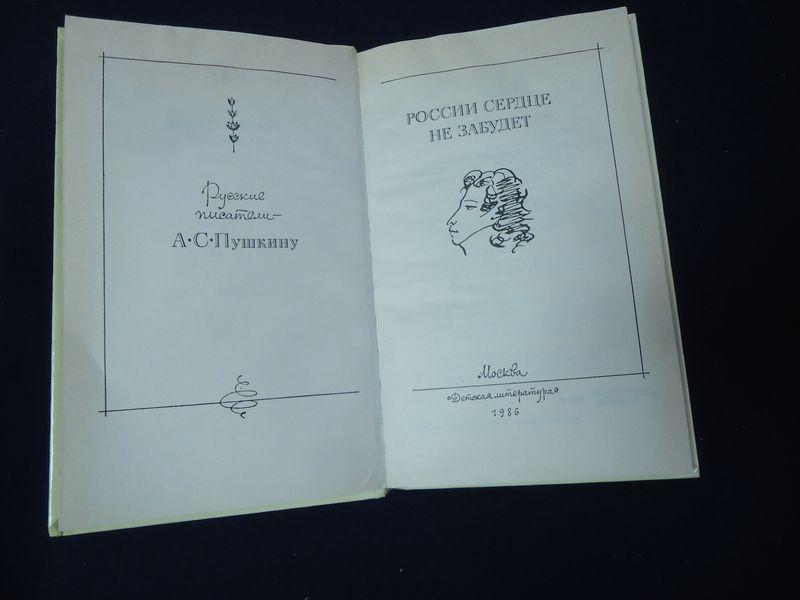 Русские
писатели —
А·С·Пушкину
РОССИИ СЕРДЦЕ
НЕ ЗАБУДЕТ
Москва
«Детская литература»
1986